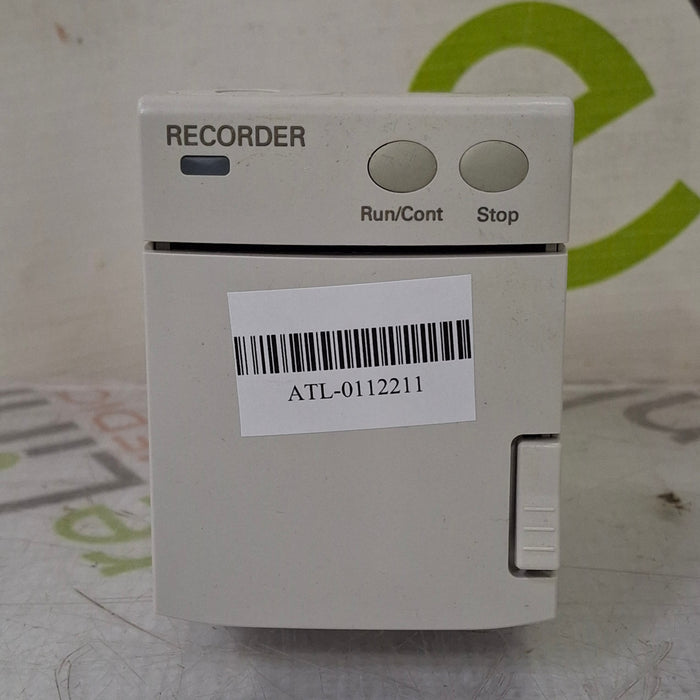 RECORDER
Run/Cont Stop
ATL-0112211